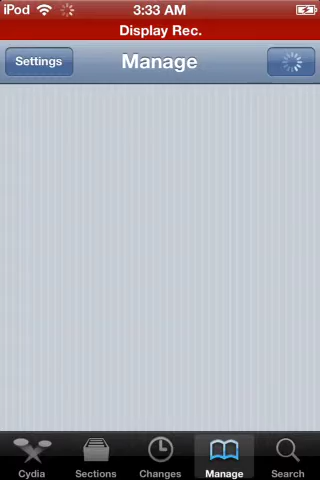 iPod 3:33 AM
Display Rec.
Settings Manage
Cydia Sections Changes Manage Search